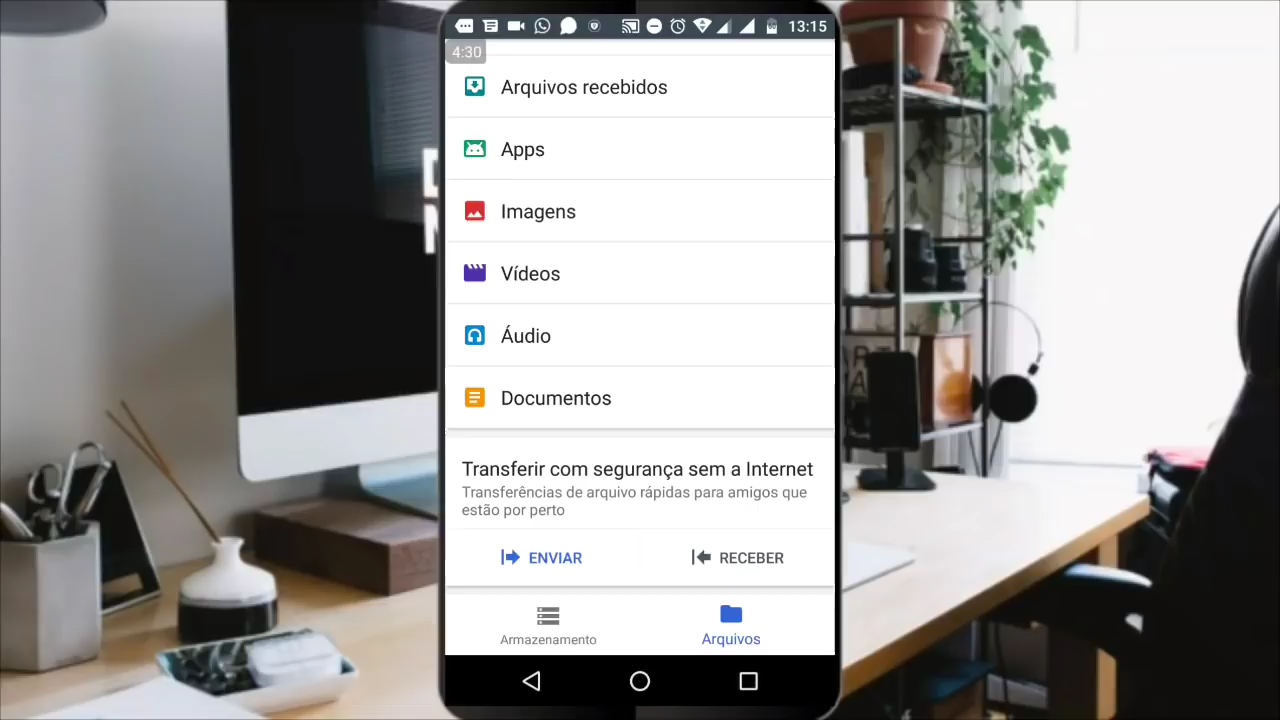 13:15
4:30
Arquivos recebidos
Apps
Imagens
Vídeos
Áudio
Documentos
Transferir com segurança sem a Internet
Transferências de arquivo rápidas para amigos que
estão por perto
ENVIAR
RECEBER
Armazenamento
Arquivos